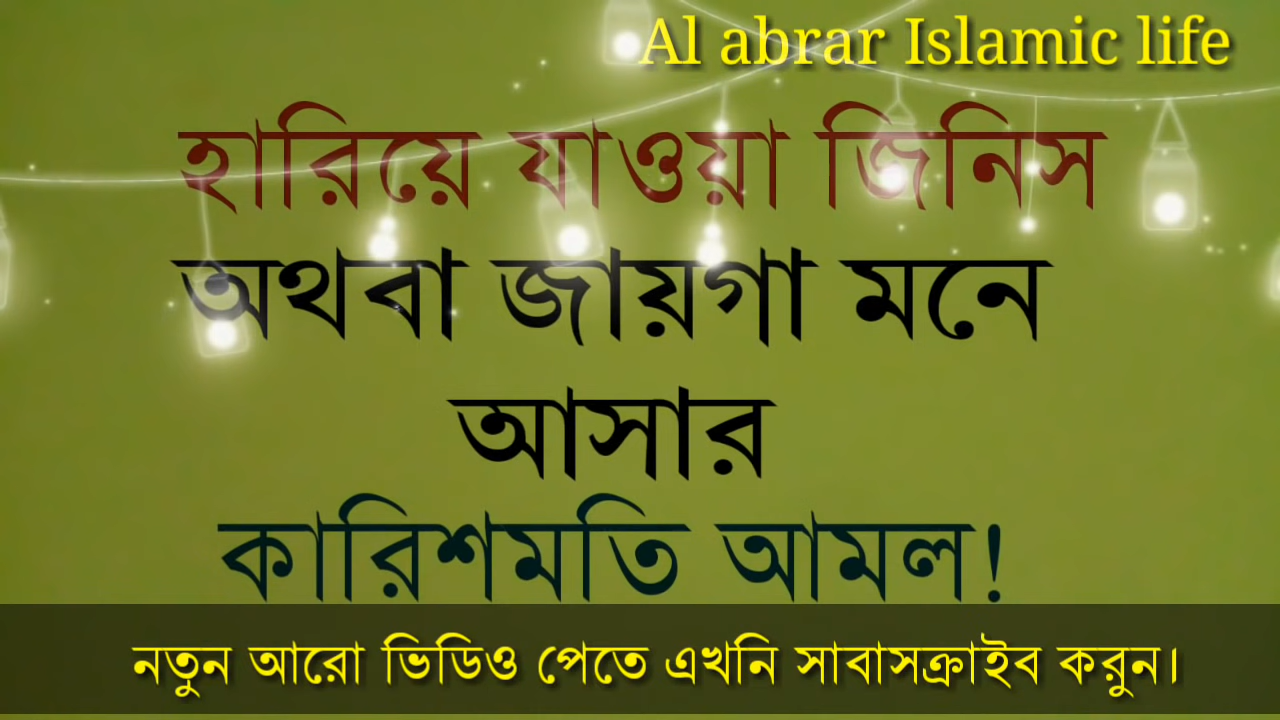 Al abrar Islamic life
হারিয়ে যাওয়া জিনিস
অথবা জায়গা মনে
আসার
কারিশমতি আমল!
নতুন আরো ভিডিও পেতে এখনি সাবাসক্রাইব করুন।